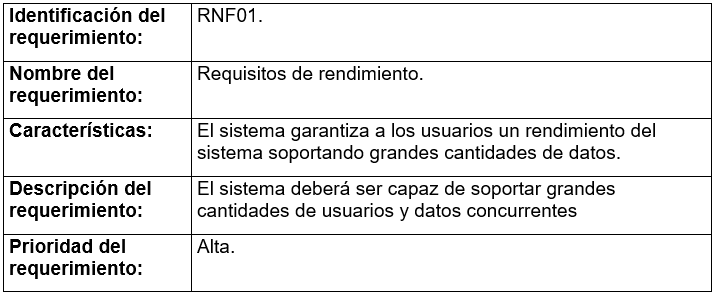 Identificación del RNF01.
requerimiento:
Nombre del Requisitos de rendimiento.
requerimiento:
Características: El sistema garantiza a los usuarios un rendimiento del
sistema soportando grandes cantidades de datos.
Descripción del El sistema deberá ser capaz de soportar grandes
requerimiento: cantidades de usuarios y datos concurrentes
Prioridad del Alta.
requerimiento: